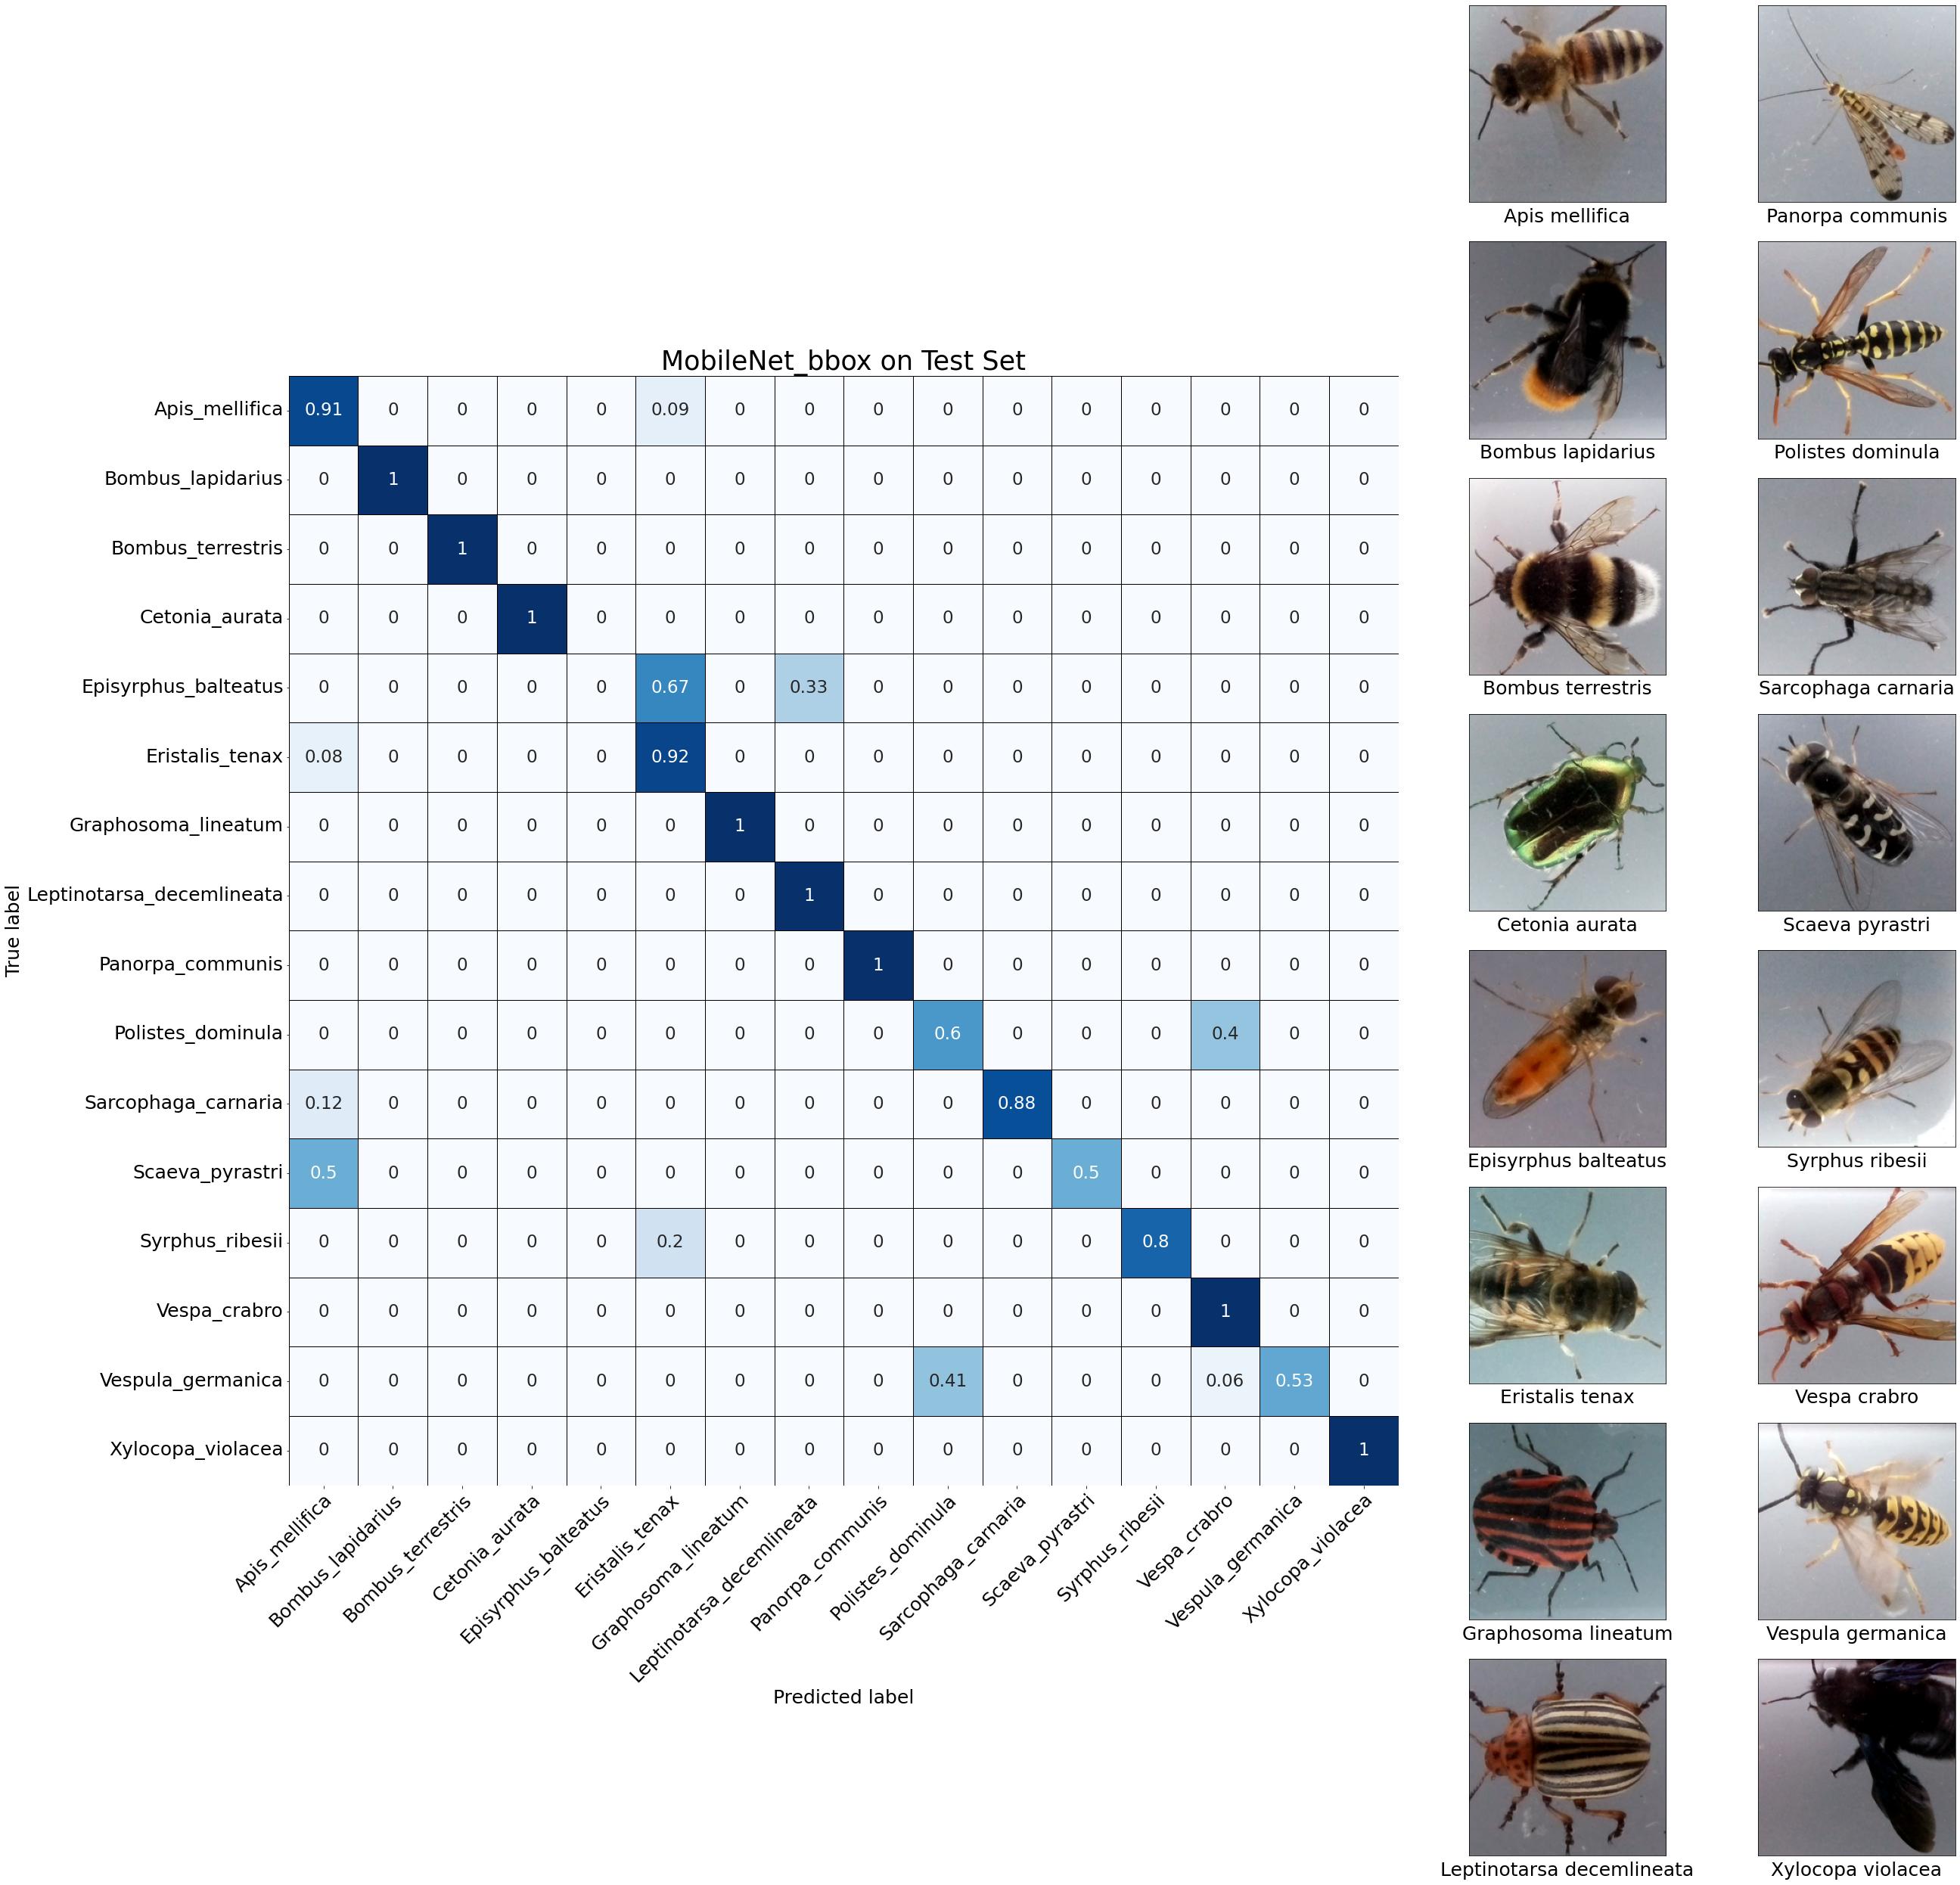 MobileNet_bbox on Test Set
True label
Apis_mellifica 0.91 0 0 0 0 0.09 0 0 0 0 0 0 0 0 0 0
Bombus_lapidarius 0 1 0 0 0 0 0 0 0 0 0 0 0 0 0 0
Bombus_terrestris 0 0 1 0 0 0 0 0 0 0 0 0 0 0 0 0
Cetonia_aurata 0 0 0 1 0 0 0 0 0 0 0 0 0 0 0 0
Episyrphus_balteatus 0 0 0 0 0 0.67 0 0.33 0 0 0 0 0 0 0 0
Eristalis_tenax 0.08 0 0 0 0 0.92 0 0 0 0 0 0 0 0 0 0
Graphosoma_lineatum 0 0 0 0 0 0 1 0 0 0 0 0 0 0 0 0
Leptinotarsa_decemlineata 0 0 0 0 0 0 0 1 0 0 0 0 0 0 0 0
Panorpa_communis 0 0 0 0 0 0 0 0 1 0 0 0 0 0 0 0
Polistes_dominula 0 0 0 0 0 0 0 0 0 0.6 0 0 0 0.4 0 0
Sarcophaga_carnaria 0.12 0 0 0 0 0 0 0 0 0 0.88 0 0 0 0 0
Scaeva_pyrastri 0.5 0 0 0 0 0 0 0 0 0 0 0.5 0 0 0 0
Syrphus_ribesii 0 0 0 0 0 0.2 0 0 0 0 0 0 0.8 0 0 0
Vespa_crabro 0 0 0 0 0 0 0 0 0 0 0 0 0 1 0 0
Vespula_germanica 0 0 0 0 0 0 0 0 0 0.41 0 0 0 0.06 0.53 0
Xylocopa_violacea 0 0 0 0 0 0 0 0 0 0 0 0 0 0 0 1
Apis_mellifica
Bombus_lapidarius
Bombus_terrestris
Cetonia_aurata
Episyrphus_balteatus
Eristalis_tenax
Graphosoma_lineatum
Leptinotarsa_decemlineata
Panorpa_communis
Polistes_dominula
Sarcophaga_carnaria
Scaeva_pyrastri
Syrphus_ribesii
Vespa_crabro
Vespula_germanica
Xylocopa_violacea
Predicted label
Apis mellifica
Panorpa communis
Bombus lapidarius
Polistes dominula
Bombus terrestris
Sarcophaga carnaria
Cetonia aurata
Scaeva pyrastri
Episyrphus balteatus
Syrphus ribesii
Eristalis tenax
Vespa crabro
Graphosoma lineatum
Vespula germanica
Leptinotarsa decemlineata
Xylocopa violacea